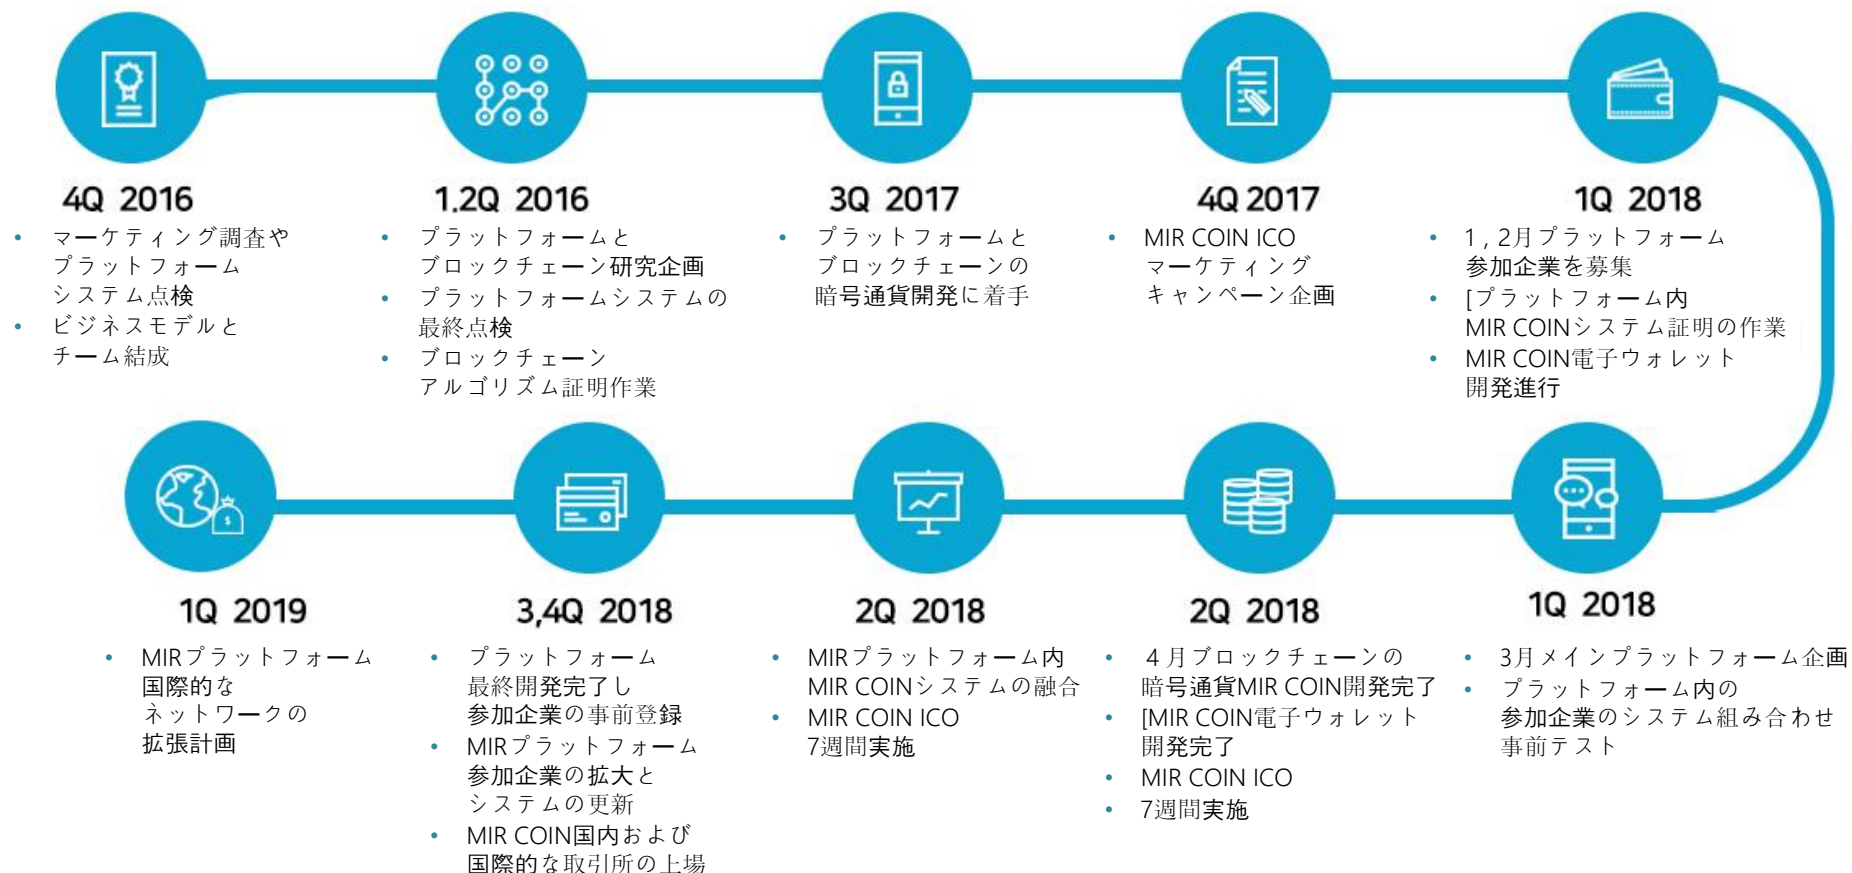 4Q 2016
• マーケティング調査や
プラットフォーム
システム点検
• ビジネスモデルと
チーム結成
1.2Q 2016
• プラットフォームと
ブロックチェーン研究企画
• プラットフォームシステムの
最終点検
• ブロックチェーン
アルゴリズム証明作業
3Q 2017
• プラットフォームと
ブロックチェーンの
暗号通貨開発に着手
4Q 2017
• MIR COIN ICO
マーケティング
キャンペーン企画
1Q 2018
• 1 , 2月プラットフォーム
参加企業を募集
• [プラットフォーム内
MIR COINシステム証明の作業
• MIR COIN電子ウォレット
開発進行
1Q 2019
• MIRプラットフォーム
国際的な
ネットワークの
拡張計画
3,4Q 2018
• プラットフォーム
最終開発完了し
参加企業の事前登録
• MIRプラットフォーム
参加企業の拡大と
システムの更新
• MIR COIN国内および
国際的な取引所の上場
2Q 2018
• MIRプラットフォーム内
MIR COINシステムの融合
• MIR COIN ICO
7週間実施
2Q 2018
• 4月ブロックチェーンの
暗号通貨MIR COIN開発完了
• [MIR COIN電子ウォレット
開発完了
• MIR COIN ICO
• 7週間実施
1Q 2018
• 3月メインプラットフォーム企画
• プラットフォーム内の
参加企業のシステム組み合わせ
事前テスト